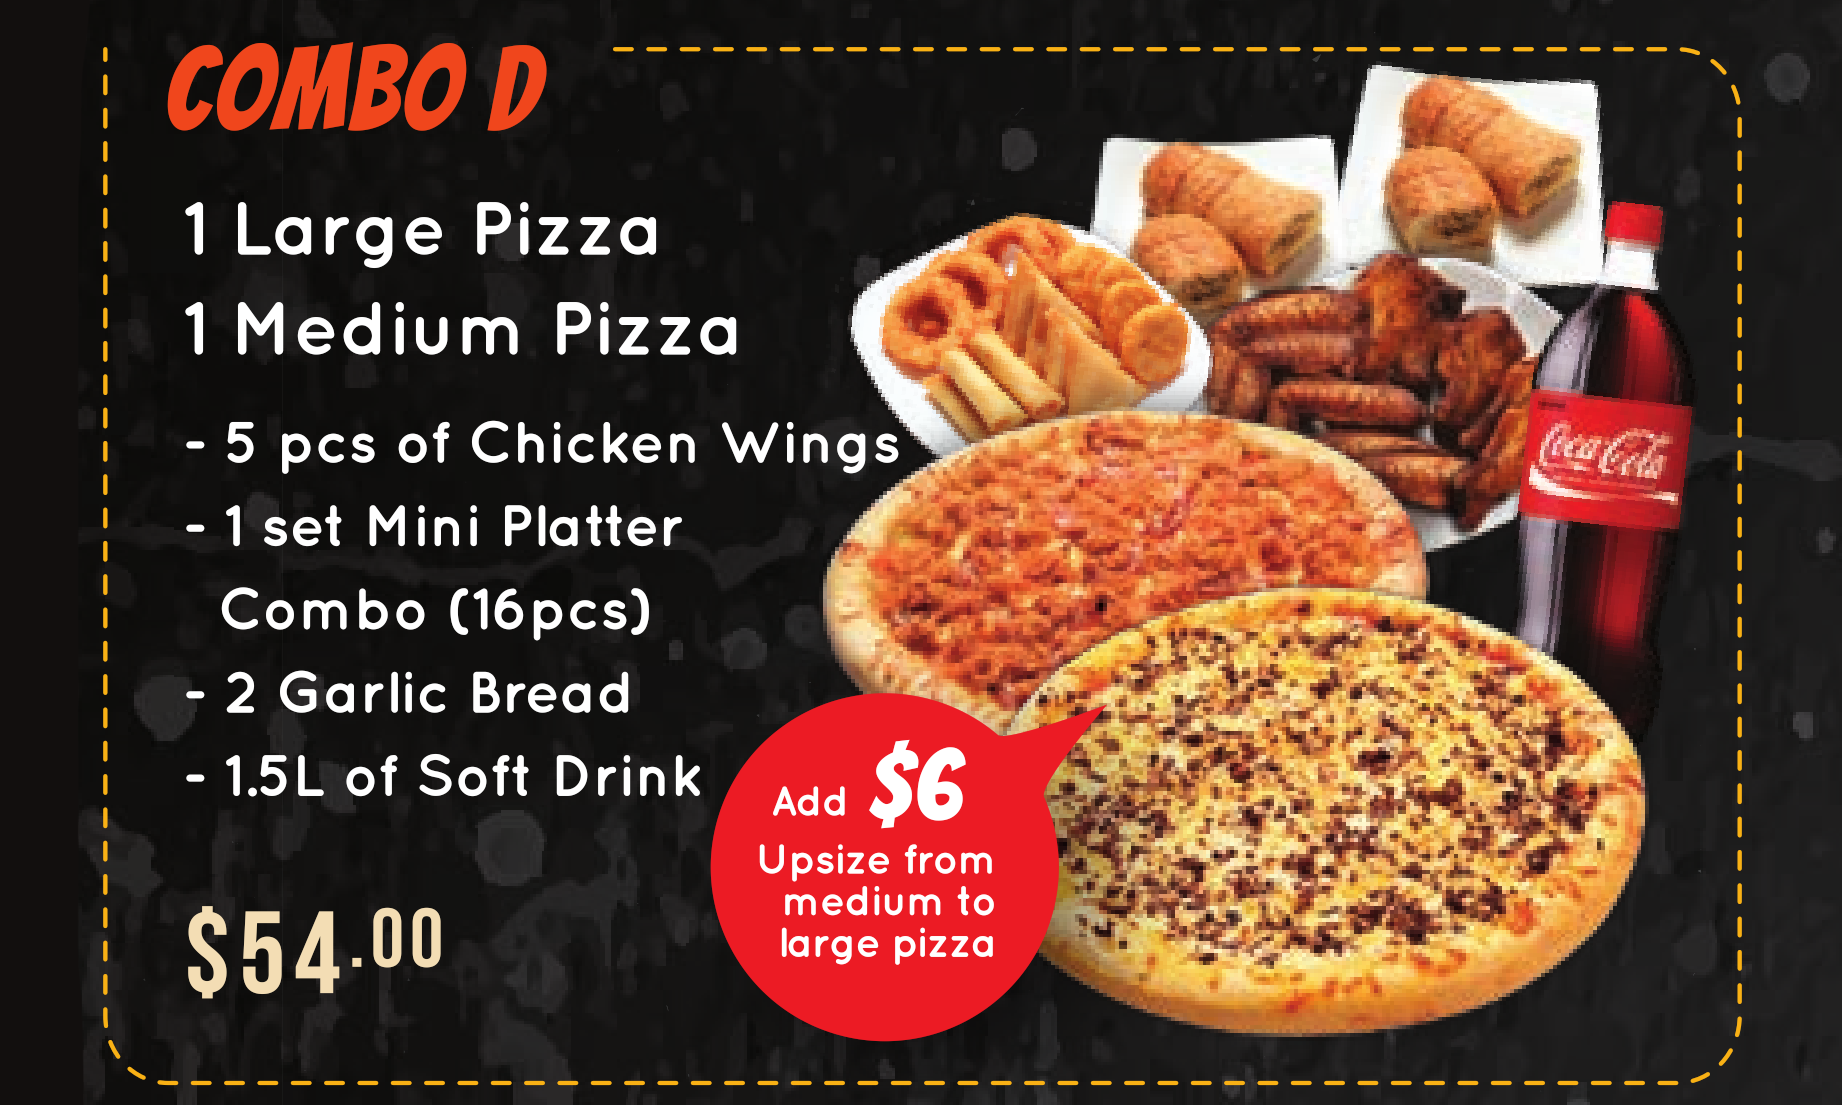 COMBO D
1 Large Pizza
1 Medium Pizza
- 5 pcs of Chicken Wings
- 1 set Mini Platter
Combo (16pcs)
- 2 Garlic Bread
- 1.5L of Soft Drink
$54.00
Add $6
Upsize from
medium to
large pizza
Coca-Cola